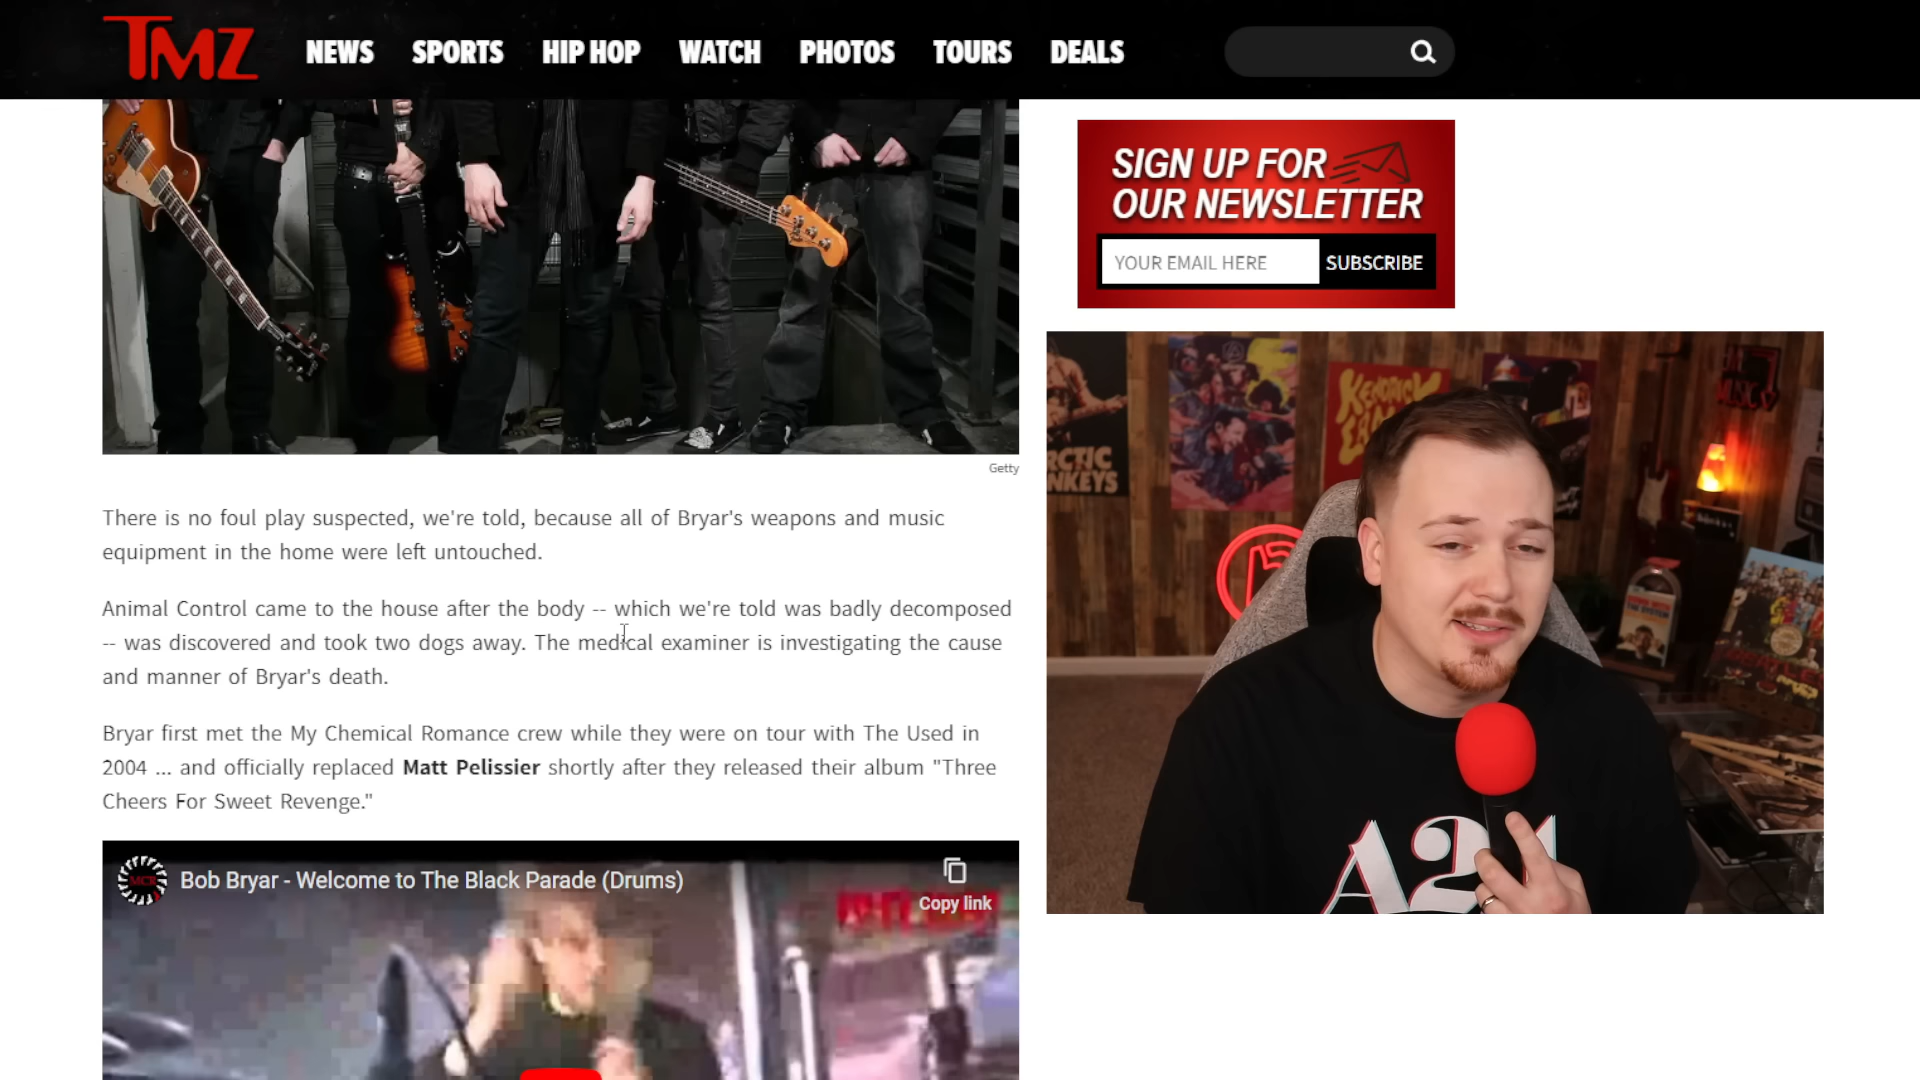 TMZ
NEWS
SPORTS
HIP HOP
WATCH
PHOTOS
TOURS
DEALS
SIGN UP FOR
OUR NEWSLETTER
YOUR EMAIL HERE
SUBSCRIBE
Getty
There is no foul play suspected, we're told, because all of Bryar's weapons and music
equipment in the home were left untouched.
Animal Control came to the house after the body -- which we're told was badly decomposed
-- was discovered and took two dogs away. The medical examiner is investigating the cause
and manner of Bryar's death.
Bryar first met the My Chemical Romance crew while they were on tour with The Used in
2004 ... and officially replaced Matt Pelissier shortly after they released their album "Three
Cheers For Sweet Revenge."
Bob Bryar - Welcome to The Black Parade (Drums)
Copy link
MCR
KENDRICK
MUSIC
A24